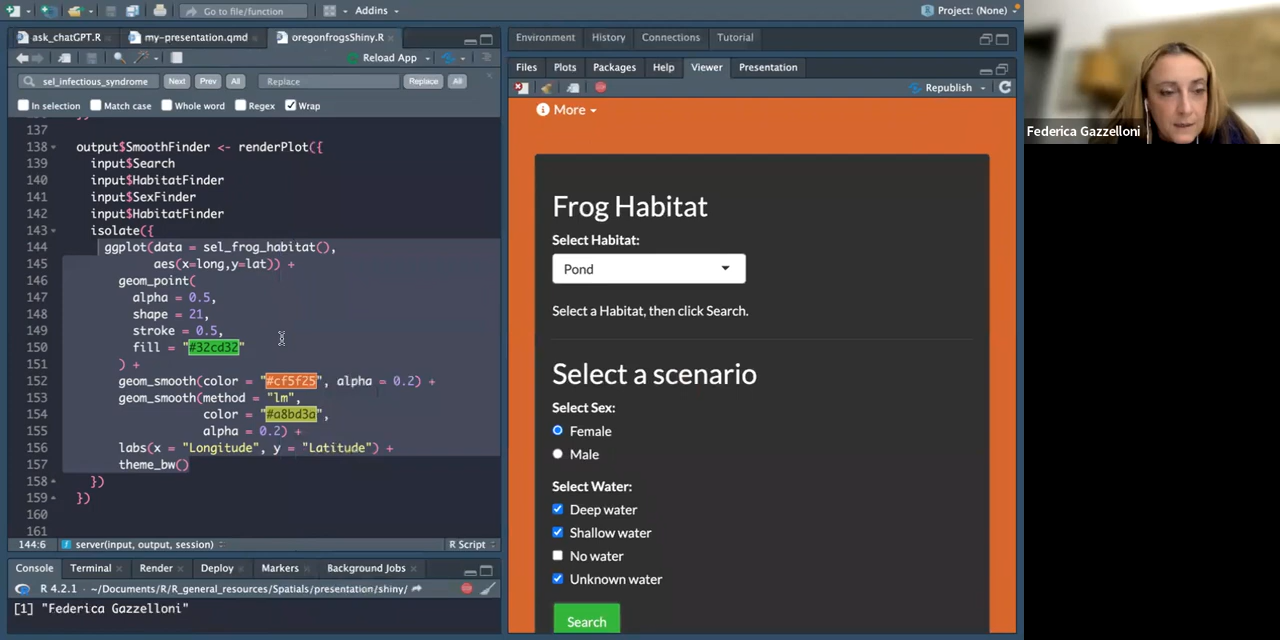 Go to file/function
Addins
Project: (None)
ask_chatGPT.R
my-presentation.qmd
oregonfrogsShiny.R
Reload App
sel_infectious_syndrome
Next
Prev
All
Replace
Replace
All
In selection
Match case
Whole word
Regex
Wrap
137
138 output$SmoothFinder <- renderPlot({
139 input$Search
140 input$HabitatFinder
141 input$SexFinder
142 input$HabitatFinder
143 isolate({
144 ggplot(data = sel_frog_habitat(),
145 aes(x=long,y=lat)) +
146 geom_point(
147 alpha = 0.5,
148 shape = 21,
149 stroke = 0.5,
150 fill = "#32cd32"
151 ) +
152 geom_smooth(color = "#cf5f25", alpha = 0.2) +
153 geom_smooth(method = "lm",
154 color = "#a8bd3a",
155 alpha = 0.2) +
156 labs(x = "Longitude", y = "Latitude") +
157 theme_bw()
158 })
159 })
160
161
144:6
server(input, output, session)
R Script
Console
Terminal
Render
Deploy
Markers
Background Jobs
R 4.2.1 · ~/Documents/R/R_general_resources/Spatials/presentation/shiny/
[1] "Federica Gazzelloni"
Environment
History
Connections
Tutorial
Files
Plots
Packages
Help
Viewer
Presentation
Republish
More
Frog Habitat
Select Habitat:
Pond
Select a Habitat, then click Search.
Select a scenario
Select Sex:
Female
Male
Select Water:
Deep water
Shallow water
No water
Unknown water
Search
Federica Gazzelloni